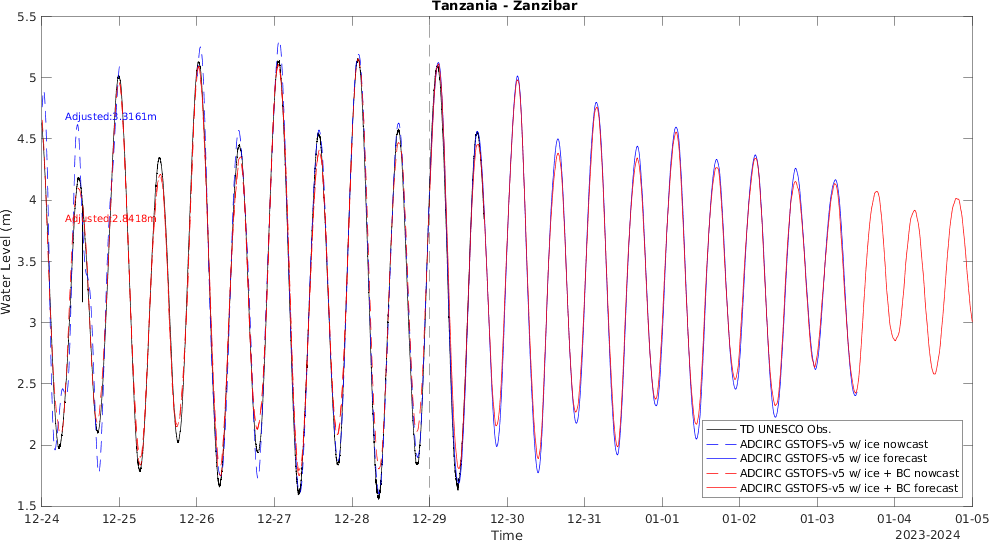 Tanzania - Zanzibar
5.5
5
4.5
4
3.5
3
2.5
2
1.5
Water Level (m)
Adjusted:3.3161m
Adjusted:2.8418m
TD UNESCO Obs.
ADCIRC GSTOFS-v5 w/ ice nowcast
ADCIRC GSTOFS-v5 w/ ice forecast
ADCIRC GSTOFS-v5 w/ ice + BC nowcast
ADCIRC GSTOFS-v5 w/ ice + BC forecast
12-24 12-25 12-26 12-27 12-28 12-29 12-30 12-31 01-01 01-02 01-03 01-04 01-05
Time
2023-2024